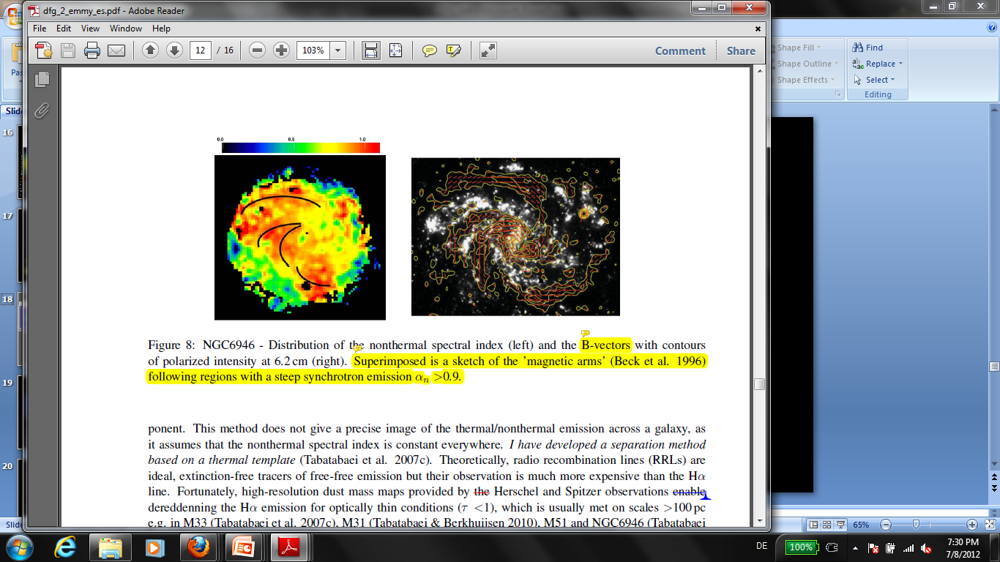 dfg_2_emmy_es.pdf - Adobe Reader
File Edit View Window Help
12 / 16
103%
Comment Share
0.0 0.5 1.0
Figure 8: NGC6946 - Distribution of the nonthermal spectral index (left) and the B-vectors with contours
of polarized intensity at 6.2 cm (right). Superimposed is a sketch of the 'magnetic arms' (Beck et al. 1996)
following regions with a steep synchrotron emission αn >0.9.
ponent. This method does not give a precise image of the thermal/nonthermal emission across a galaxy, as
it assumes that the nonthermal spectral index is constant everywhere. I have developed a separation method
based on a thermal template (Tabatabaei et al. 2007c). Theoretically, radio recombination lines (RRLs) are
ideal, extinction-free tracers of free-free emission but their observation is much more expensive than the Hα
line. Fortunately, high-resolution dust mass maps provided by the Herschel and Spitzer observations enable
dereddenning the Hα emission for optically thin conditions (τ <1), which is usually met on scales >100 pc
e.g. in M33 (Tabatabaei et al. 2007c), M31 (Tabatabaei & Berkhuijsen 2010), M51 and NGC6946 (Tabatabaei
Pas
Slid
16
17
18
19
20
Slid
Shape Fill
Shape Outline
Shape Effects
Find
Replace
Select
Editing
65%
DE
100%
7:30 PM
7/8/2012